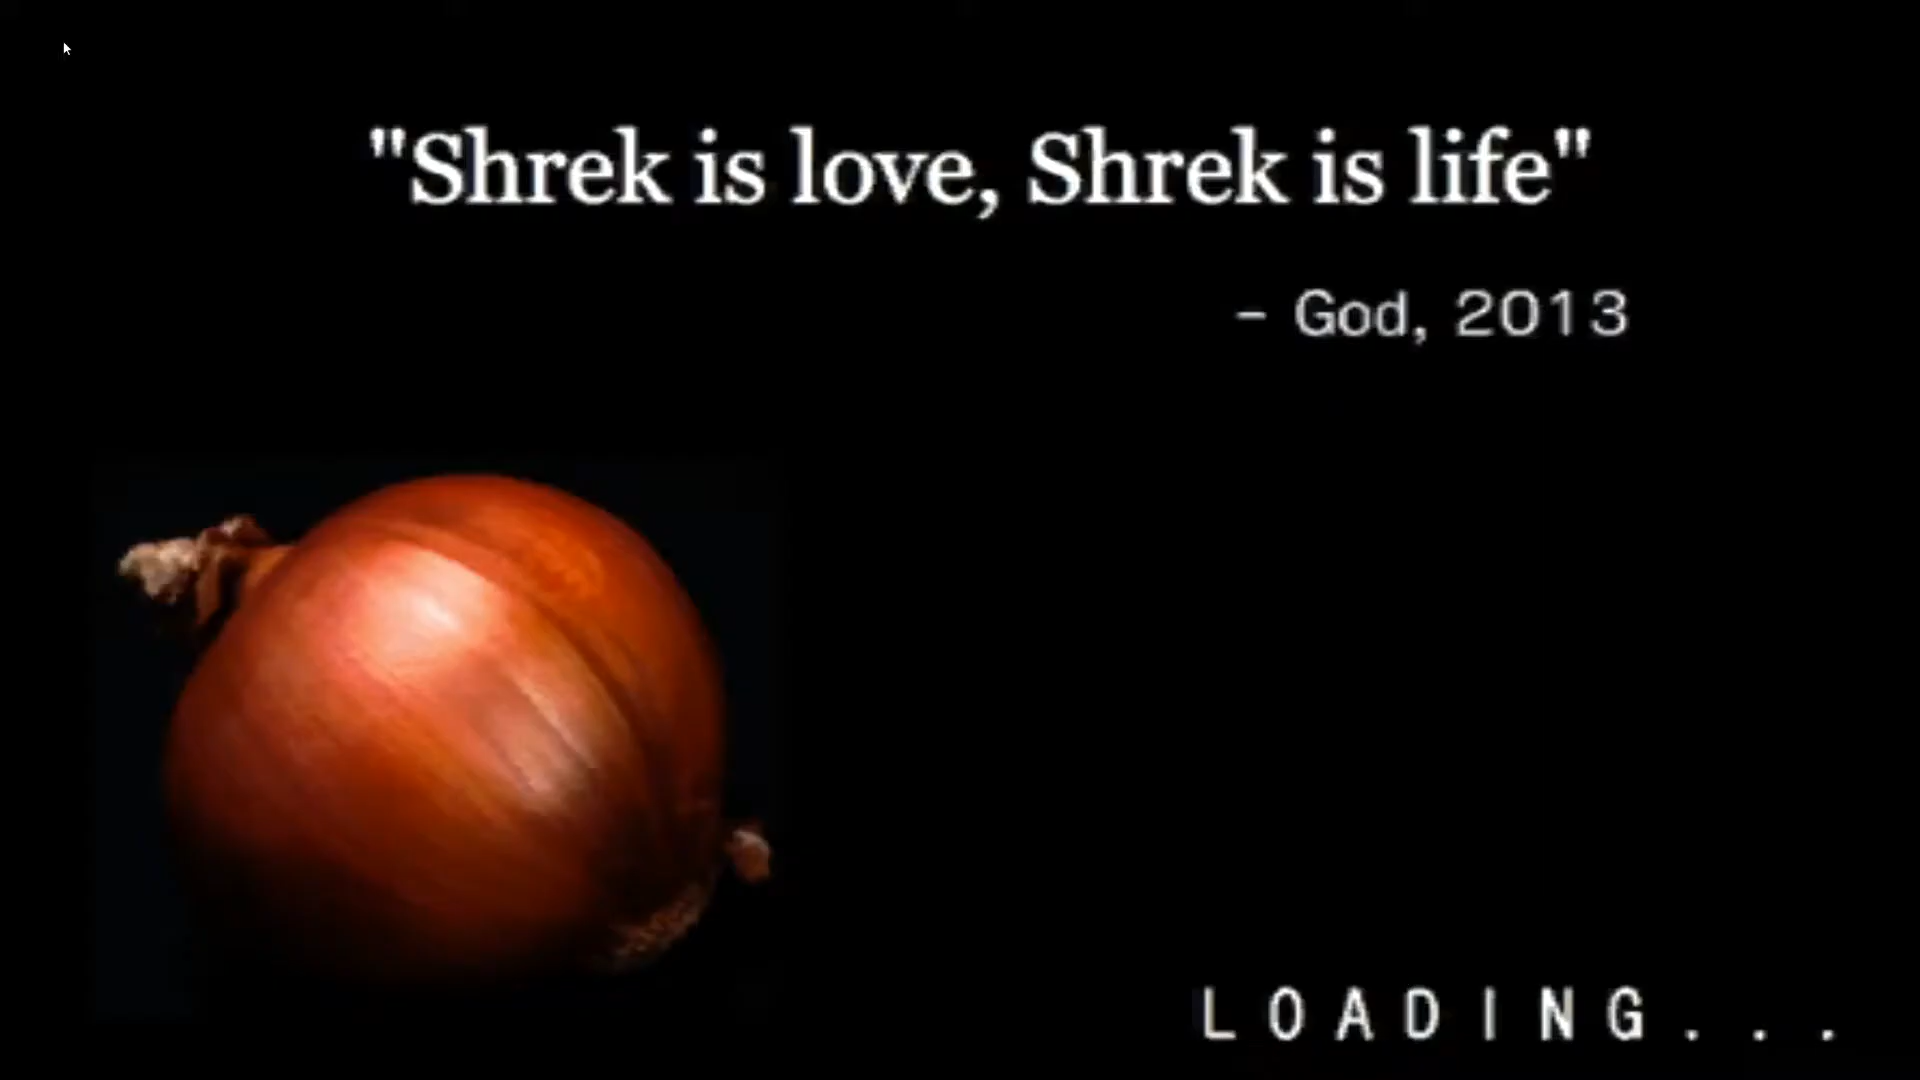 "Shrek is love, Shrek is life"
- God, 2013
LOADING...